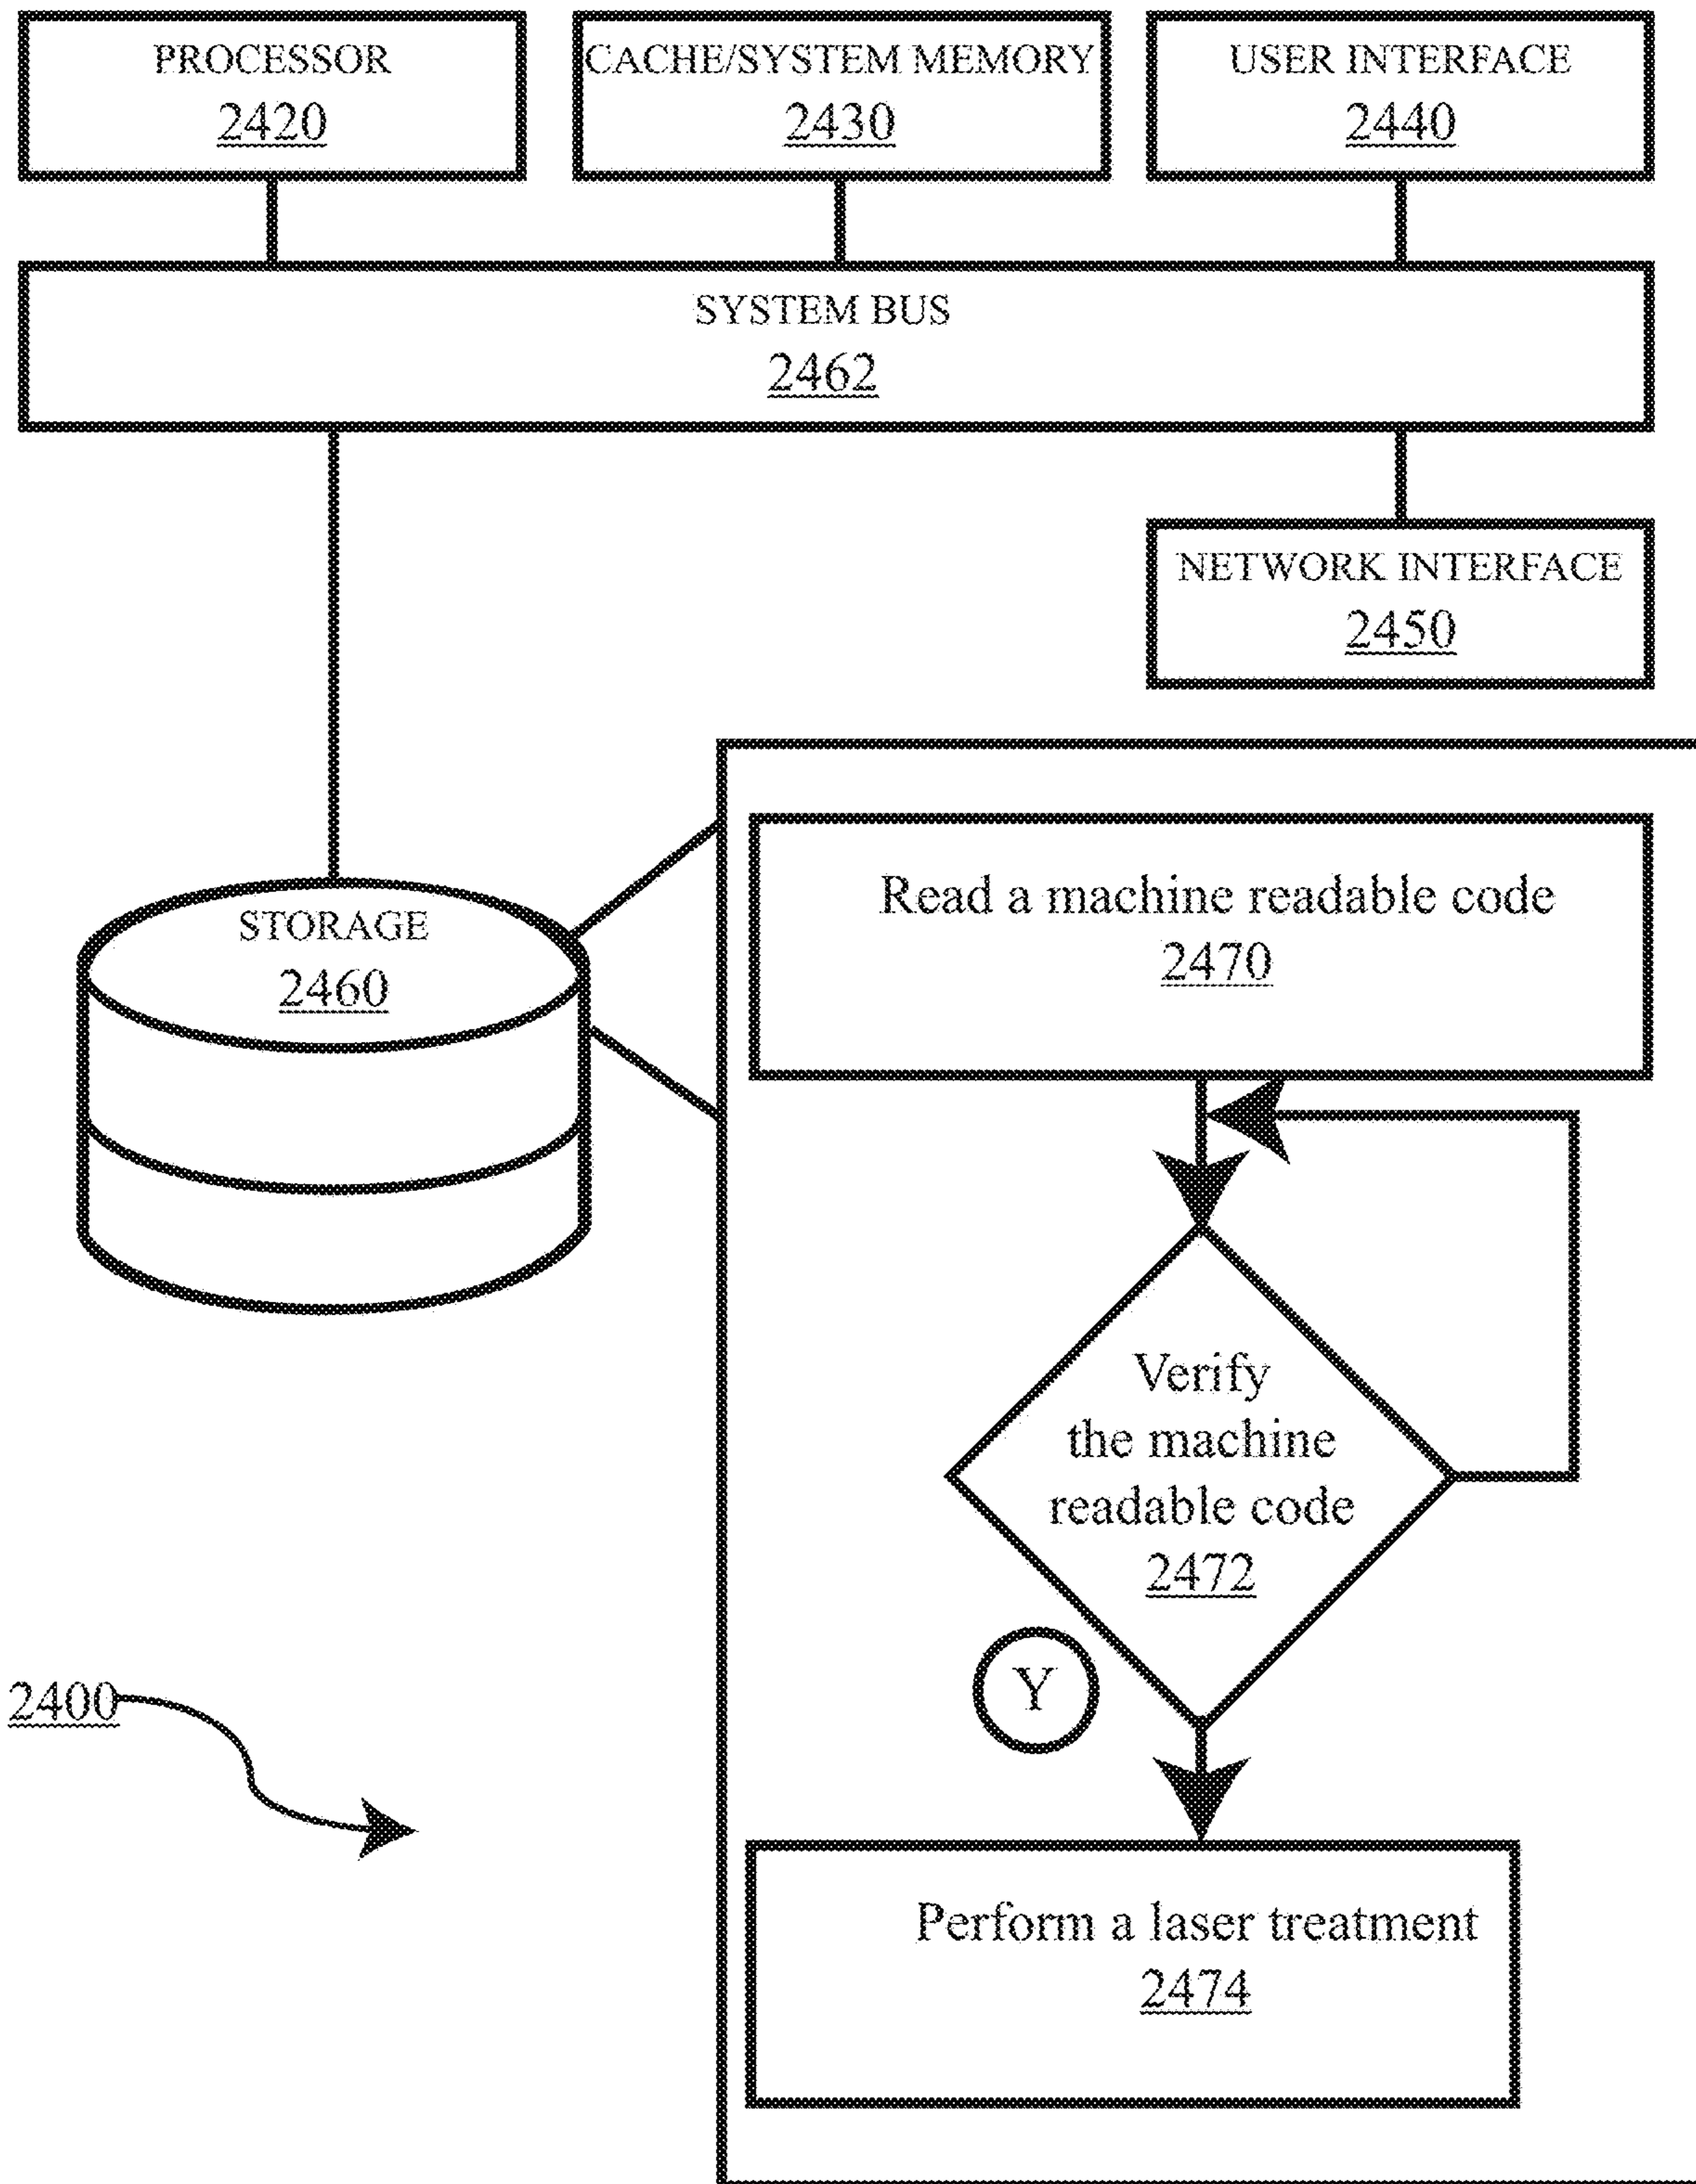 PROCESSOR
2420
CACHE/SYSTEM MEMORY
2430
USER INTERFACE
2440
SYSTEM BUS
2462
NETWORK INTERFACE
2450
STORAGE
2460
Read a machine readable code
2470
Verify
the machine
readable code
2472
Y
2400
Perform a laser treatment
2474